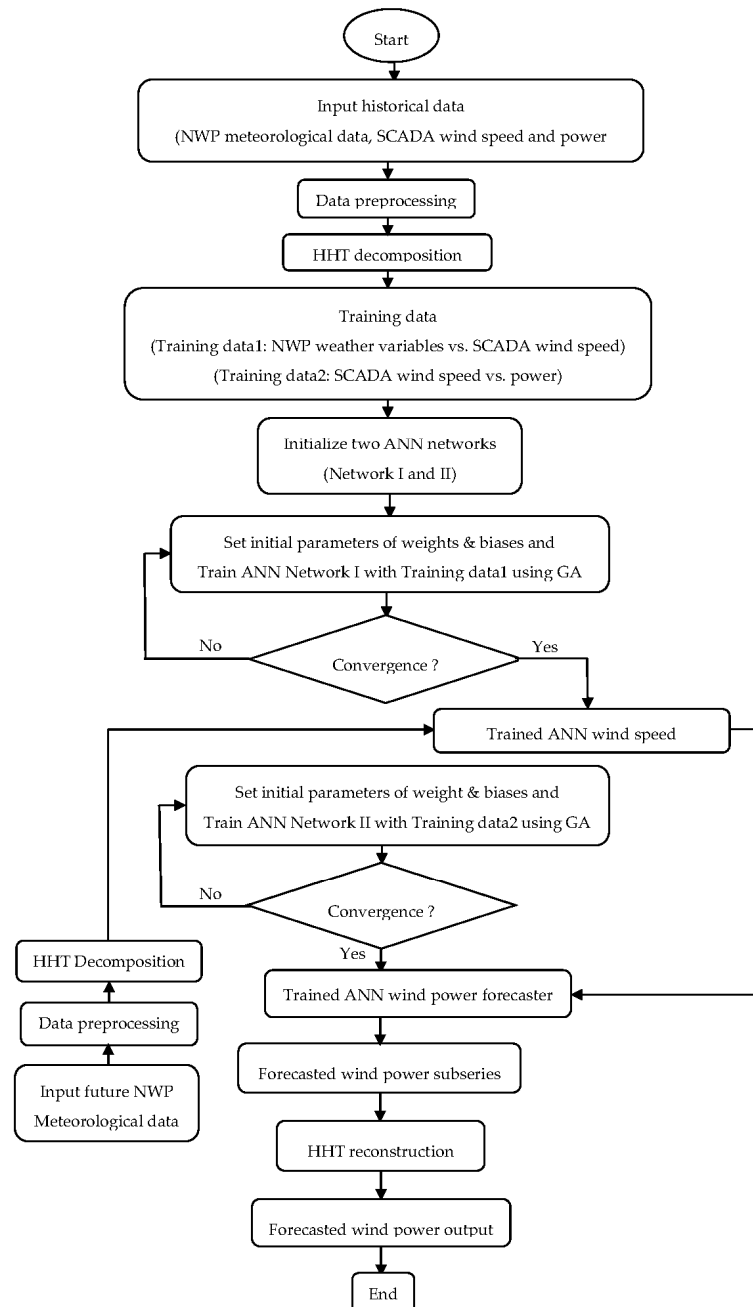 Start
Input historical data
(NWP meteorological data, SCADA wind speed and power
Data preprocessing
HHT decomposition
Training data
(Training data1: NWP weather variables vs. SCADA wind speed)
(Training data2: SCADA wind speed vs. power)
Initialize two ANN networks
(Network I and II)
Set initial parameters of weights & biases and
Train ANN Network I with Training data1 using GA
No
Convergence ?
Yes
Trained ANN wind speed
Set initial parameters of weight & biases and
Train ANN Network II with Training data2 using GA
No
Convergence ?
Yes
HHT Decomposition
Data preprocessing
Input future NWP
Meteorological data
Trained ANN wind power forecaster
Forecasted wind power subseries
HHT reconstruction
Forecasted wind power output
End